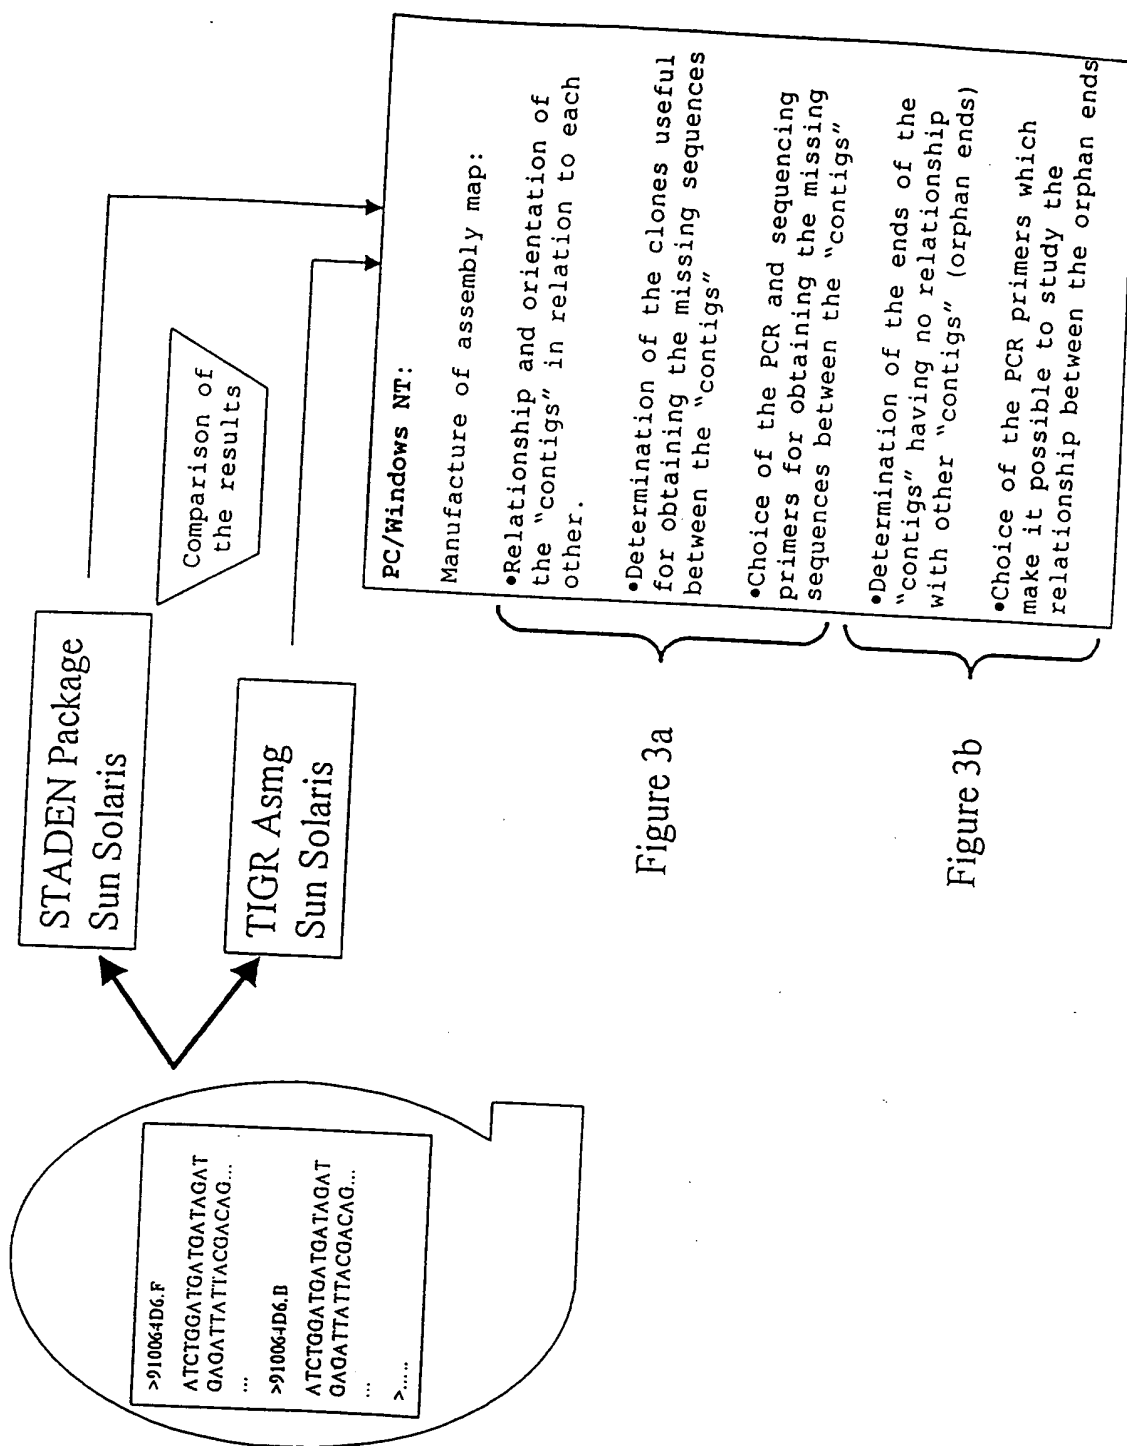 >910064D6.F
ATCTGGATGATGATAGAT
GAGATTATTACGACAG...
...
>910064D6.B
ATCTGGATGATGATAGAT
GAGATTATTACGACAG...
...
>......
STADEN Package
Sun Solaris
TIGR Asmg
Sun Solaris
Comparison of
the results
PC/Windows NT:
Manufacture of assembly map:
•Relationship and orientation of
the "contigs" in relation to each
other.
•Determination of the clones useful
for obtaining the missing sequences
between the "contigs"
•Choice of the PCR and sequencing
primers for obtaining the missing
sequences between the "contigs"
•Determination of the ends of the
"contigs" having no relationship
with other "contigs" (orphan ends)
•Choice of the PCR primers which
make it possible to study the
relationship between the orphan ends
Figure 3a
Figure 3b